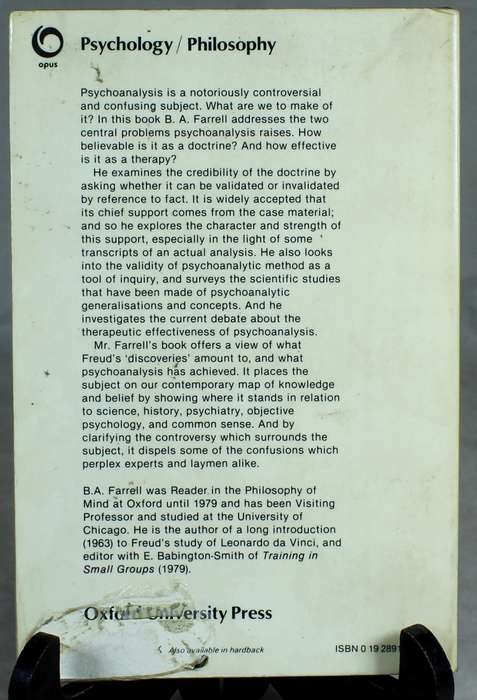 opus
Psychology / Philosophy
Psychoanalysis is a notoriously controversial
and confusing subject. What are we to make of
it? In this book B. A. Farrell addresses the two
central problems psychoanalysis raises. How
believable is it as a doctrine? And how effective
is it as a therapy?
He examines the credibility of the doctrine by
asking whether it can be validated or invalidated
by reference to fact. It is widely accepted that
its chief support comes from the case material;
and so he explores the character and strength of
this support, especially in the light of some
transcripts of an actual analysis. He also looks
into the validity of psychoanalytic method as a
tool of inquiry, and surveys the scientific studies
that have been made of psychoanalytic
generalisations and concepts. And he
investigates the current debate about the
therapeutic effectiveness of psychoanalysis.
Mr. Farrell's book offers a view of what
Freud's 'discoveries' amount to, and what
psychoanalysis has achieved. It places the
subject on our contemporary map of knowledge
and belief by showing where it stands in relation
to science, history, psychiatry, objective
psychology, and common sense. And by
clarifying the controversy which surrounds the
subject, it dispels some of the confusions which
perplex experts and laymen alike.
B.A. Farrell was Reader in the Philosophy of
Mind at Oxford until 1979 and has been Visiting
Professor and studied at the University of
Chicago. He is the author of a long introduction
(1963) to Freud's study of Leonardo da Vinci, and
editor with E. Babington-Smith of Training in
Small Groups (1979).
Oxford University Press
Also available in hardback
ISBN 0 19 2891